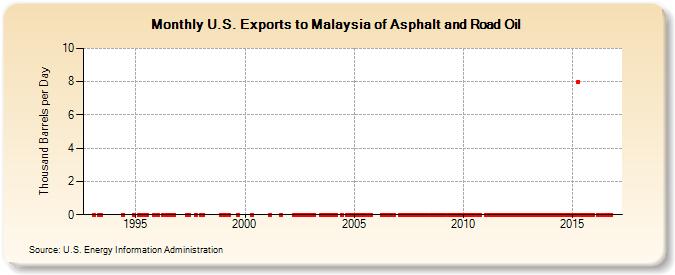 Monthly U.S. Exports to Malaysia of Asphalt and Road Oil
Thousand Barrels per Day
10
8
6
4
2
0
1995 2000 2005 2010 2015
Source: U.S. Energy Information Administration